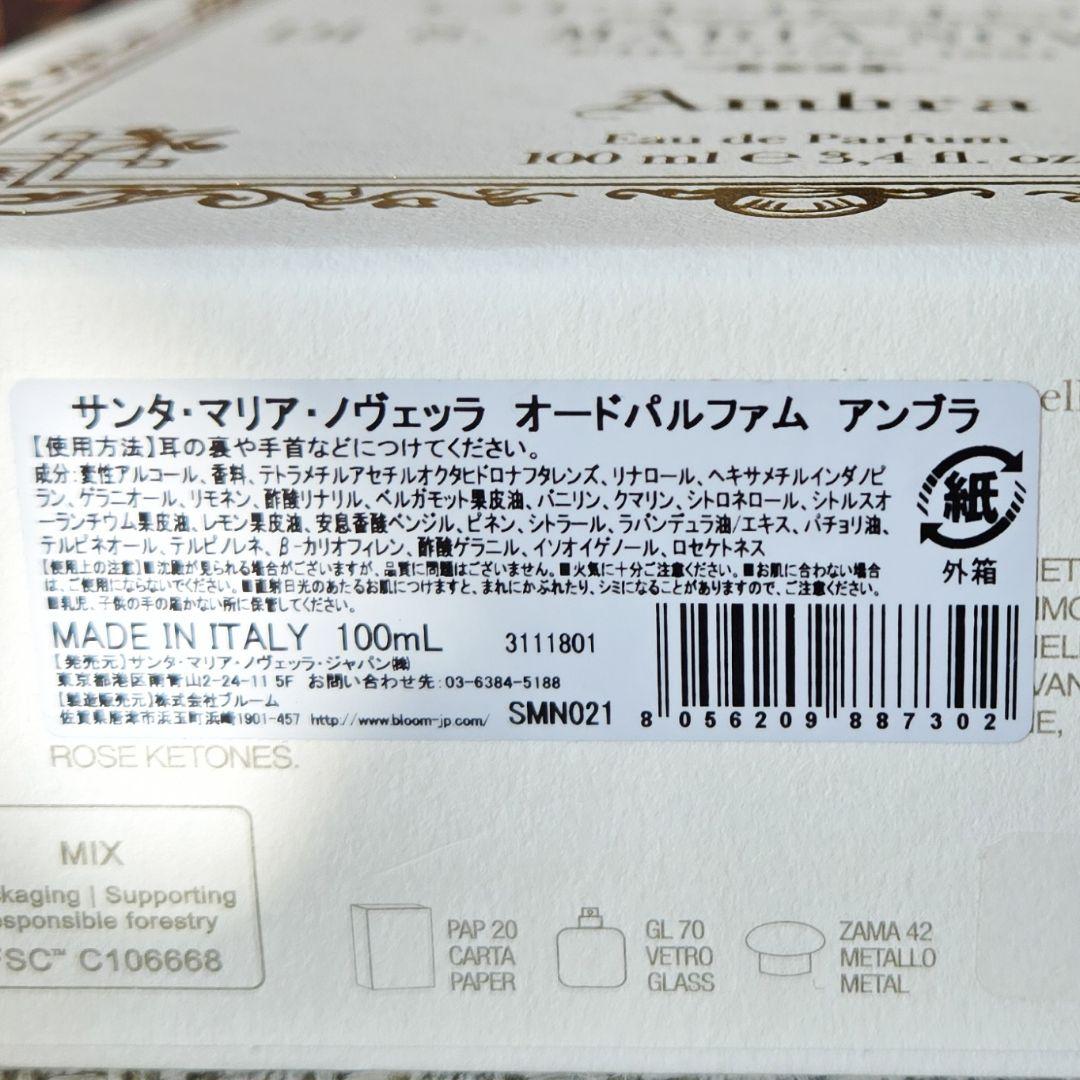 MARIA NOV
Ambra
Eau de Parfum
100 ml ℮ 3,4 fl. oz
サンタ・マリア・ノヴェッラ オードパルファム アンブラ
【使用方法】耳の裏や手首などにつけてください。
成分:変性アルコール、香料、テトラメチルアセチルオクタヒドロナフタレンズ、リナロール、ヘキサメチルインダノピ
ラン、ゲラニオール、リモネン、酢酸リナリル、ベルガモット果皮油、バニリン、クマリン、シトロネロール、シトルスオ
ーランチウム果皮油、レモン果皮油、安息香酸ベンジル、ピネン、シトラール、ラバンデュラ油/エキス、パチョリ油、
テルピネオール、テルピノレネ、β-カリオフィレン、酢酸ゲラニル、イソオイゲノール、ロセケトネス
【使用上の注意】■沈殿が見られる場合がございますが、品質に問題はございません。■火気に十分ご注意ください。■お肌に合わない場合
は、ご使用にならないでください。■直射日光のあたるお肌につけますと、まれにかぶれたり、シミになることがありますので、ご注意ください。
■乳児、子供の手の届かない所に保管してください。
紙
外箱
MADE IN ITALY 100mL 3111801
【発売元】サンタ・マリア・ノヴェッラ・ジャパン㈱
東京都港区南青山2-24-11 5F お問い合わせ先:03-6384-5188
【製造販売元】株式会社ブルーム
佐賀県唐津市浜玉町浜崎1901-457 http://www.bloom-jp.com/ SMN021
8 056209 887302
ROSE KETONES.
MIX
kaging | Supporting
esponsible forestry
FSC™ C106668
PAP 20
CARTA
PAPER
GL 70
VETRO
GLASS
ZAMA 42
METALLO
METAL